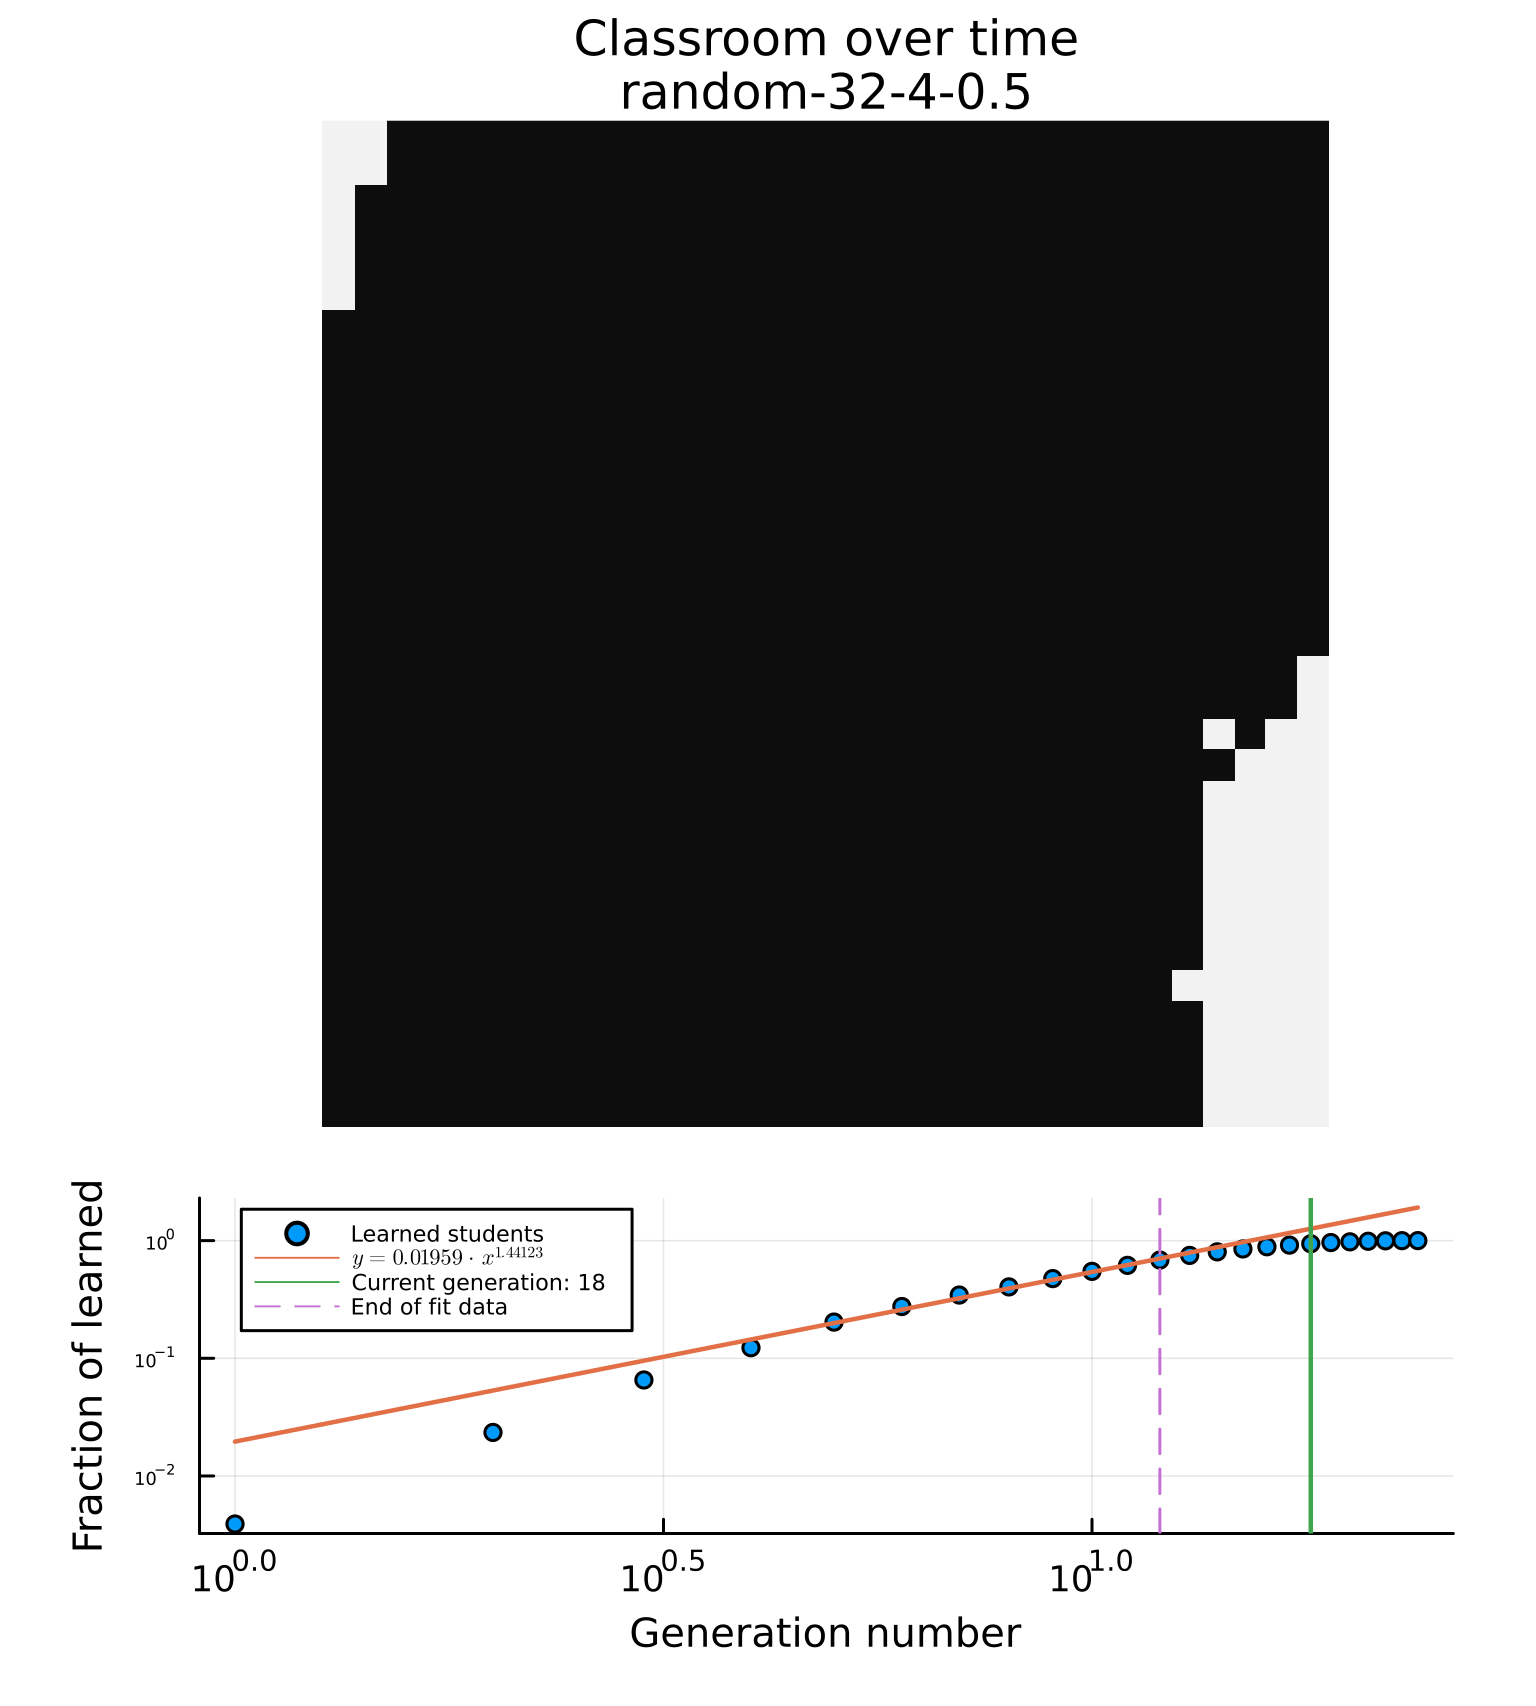 Classroom over time
random-32-4-0.5
Fraction of learned
10^0
10^-1
10^-2
Learned students
y = 0.01959 · x^1.44123
Current generation: 18
End of fit data
10^0.0
10^0.5
10^1.0
Generation number